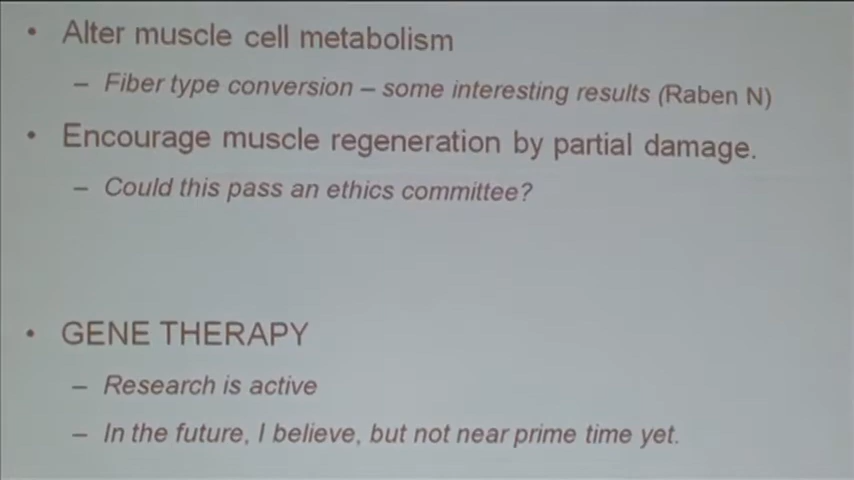 • Alter muscle cell metabolism
– Fiber type conversion – some interesting results (Raben N)
• Encourage muscle regeneration by partial damage.
– Could this pass an ethics committee?
• GENE THERAPY
– Research is active
– In the future, I believe, but not near prime time yet.